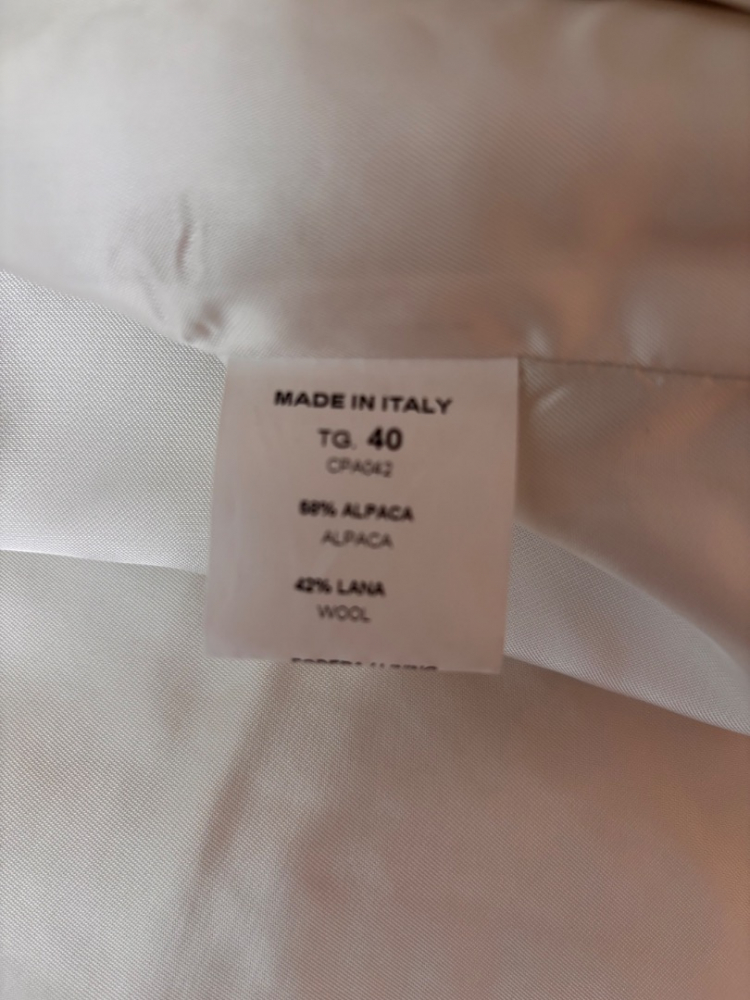 MADE IN ITALY
TG. 40
CPA042
58% ALPACA
ALPACA
42% LANA
WOOL